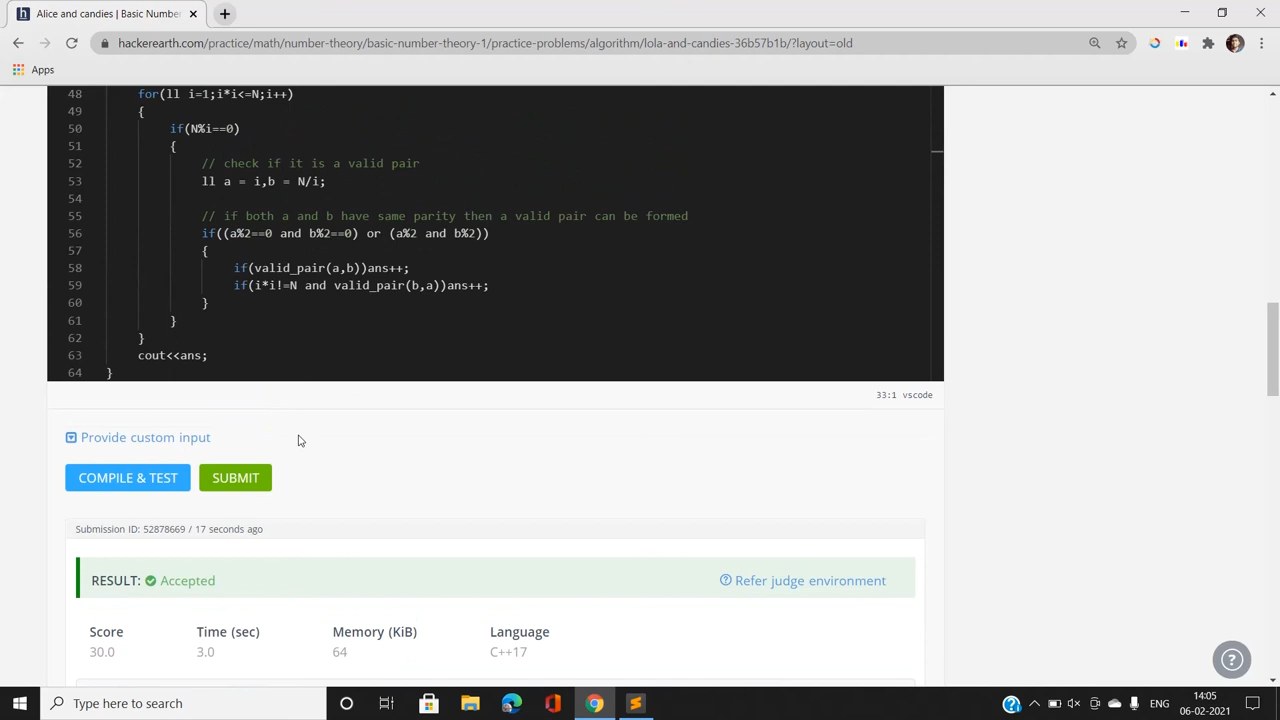 Alice and candies | Basic Number
hackerearth.com/practice/math/number-theory/basic-number-theory-1/practice-problems/algorithm/lola-and-candies-36b57b1b/?layout=old
Apps
48 for(ll i=1;i*i<=N;i++)
49 {
50 if(N%i==0)
51 {
52 // check if it is a valid pair
53 ll a = i,b = N/i;
54
55 // if both a and b have same parity then a valid pair can be formed
56 if((a%2==0 and b%2==0) or (a%2 and b%2))
57 {
58 if(valid_pair(a,b))ans++;
59 if(i*i!=N and valid_pair(b,a))ans++;
60 }
61 }
62 }
63 cout<<ans;
64 }
33:1 vscode
Provide custom input
COMPILE & TEST SUBMIT
Submission ID: 52878669 / 17 seconds ago
RESULT: Accepted Refer judge environment
Score Time (sec) Memory (KiB) Language
30.0 3.0 64 C++17
Type here to search ENG 14:05
06-02-2021